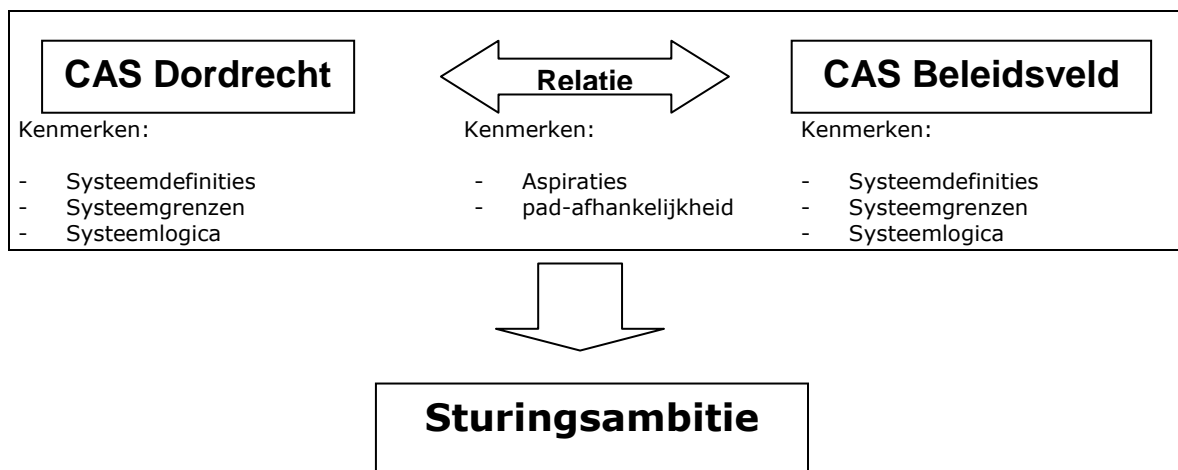 CAS Dordrecht
Kenmerken:
- Systeemdefinities
- Systeemgrenzen
- Systeemlogica
Relatie
Kenmerken:
- Aspiraties
- pad-afhankelijkheid
CAS Beleidsveld
Kenmerken:
- Systeemdefinities
- Systeemgrenzen
- Systeemlogica
Sturingsambitie